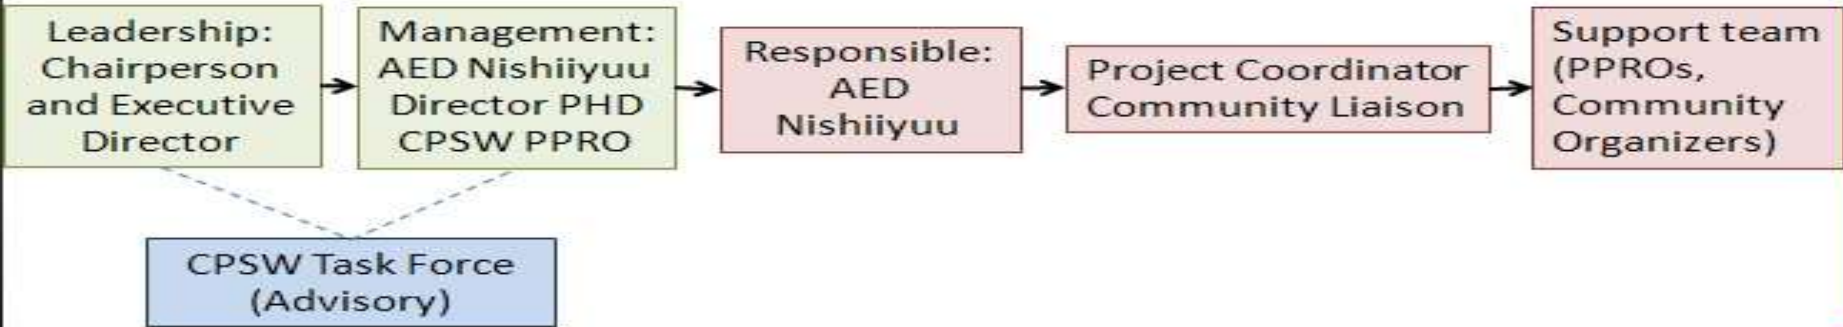 Leadership:
Chairperson
and Executive
Director
Management:
AED Nishiiyuu
Director PHD
CPSW PPRO
Responsible:
AED
Nishiiyuu
Project Coordinator
Community Liaison
Support team
(PPROs,
Community
Organizers)
CPSW Task Force
(Advisory)